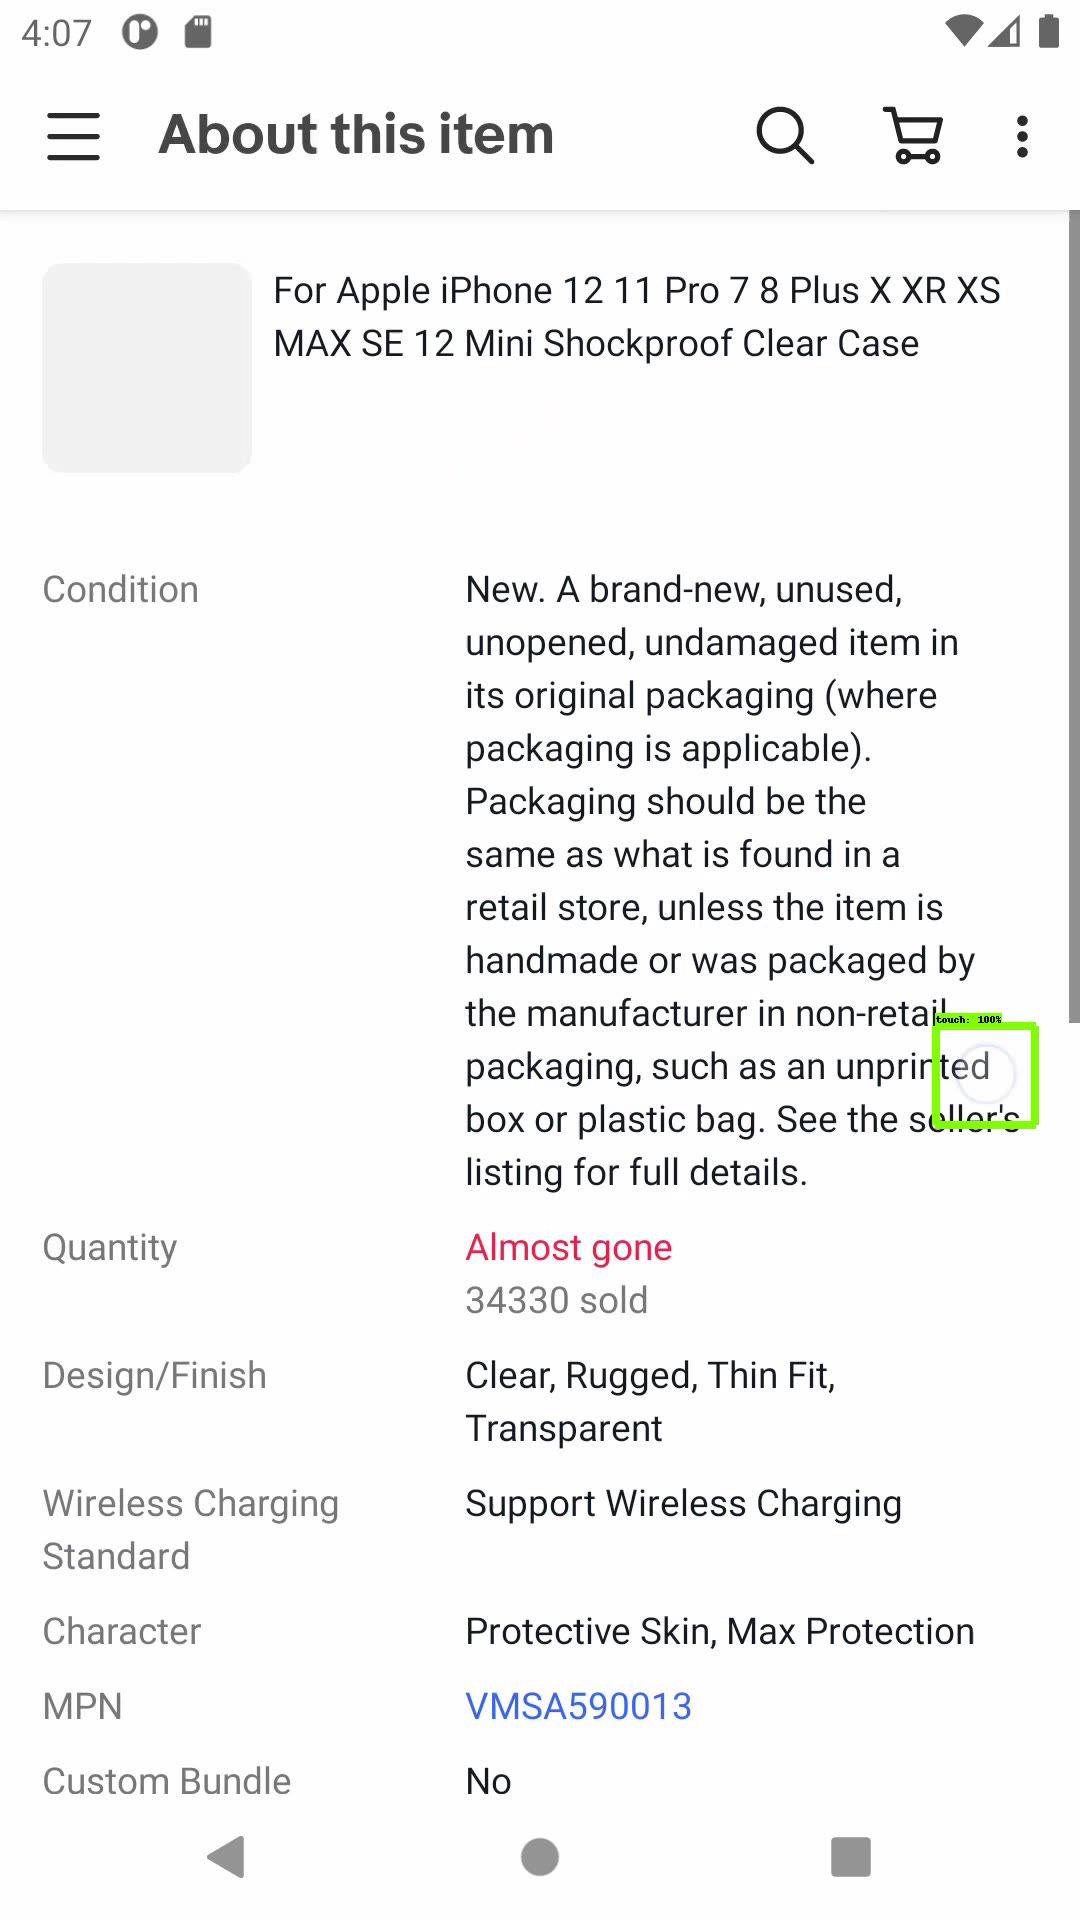 4:07
About this item
For Apple iPhone 12 11 Pro 7 8 Plus X XR XS
MAX SE 12 Mini Shockproof Clear Case
Condition
New. A brand-new, unused,
unopened, undamaged item in
its original packaging (where
packaging is applicable).
Packaging should be the
same as what is found in a
retail store, unless the item is
handmade or was packaged by
the manufacturer in non-retail
touch: 100%
packaging, such as an unprinted
box or plastic bag. See the seller's
listing for full details.
Quantity
Almost gone
34330 sold
Design/Finish
Clear, Rugged, Thin Fit,
Transparent
Wireless Charging
Standard
Support Wireless Charging
Character
Protective Skin, Max Protection
MPN
VMSA590013
Custom Bundle
No